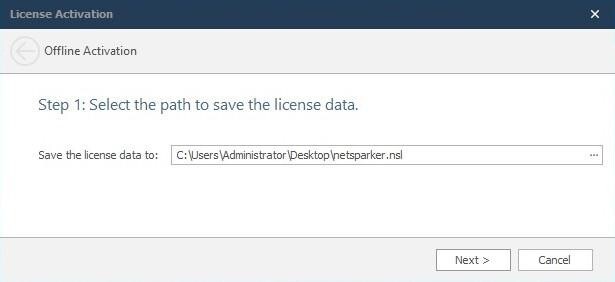 License Activation
Offline Activation
Step 1: Select the path to save the license data.
Save the license data to: C:\Users\Administrator\Desktop\netsparker.nsl ...
Next > Cancel